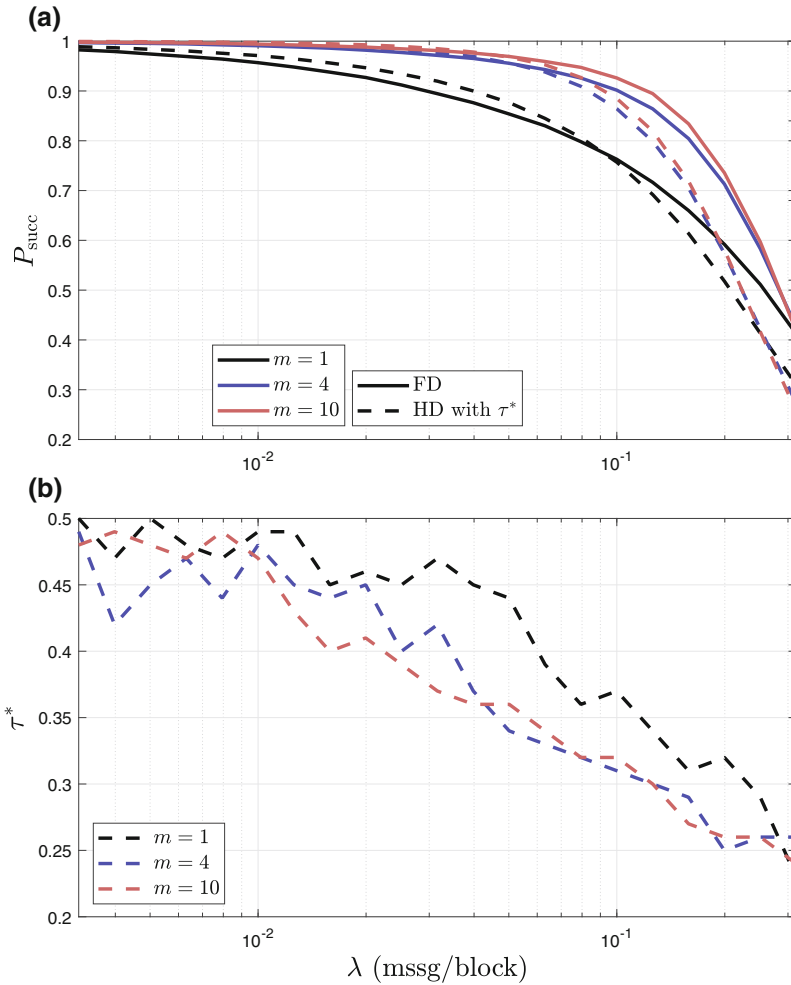 (a)
1
0.9
0.8
0.7
0.6
0.5
0.4
0.3
0.2
P_succ
m = 1
m = 4
m = 10
FD
HD with τ*
10^-2
10^-1
(b)
0.5
0.45
0.4
0.35
0.3
0.25
0.2
τ*
m = 1
m = 4
m = 10
10^-2
10^-1
λ (mssg/block)